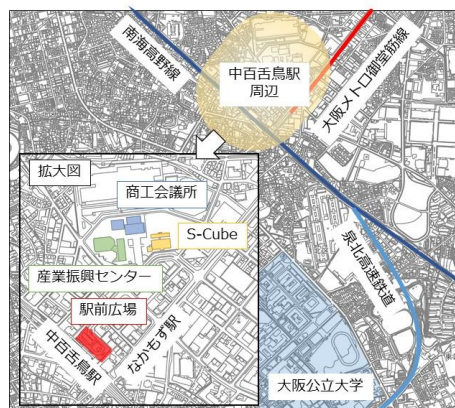 南海高野線
中百舌鳥駅
周辺
大阪メトロ御堂筋線
拡大図
商工会議所
S-Cube
産業振興センター
駅前広場
中百舌鳥駅
なかもず駅
泉北高速鉄道
大阪公立大学